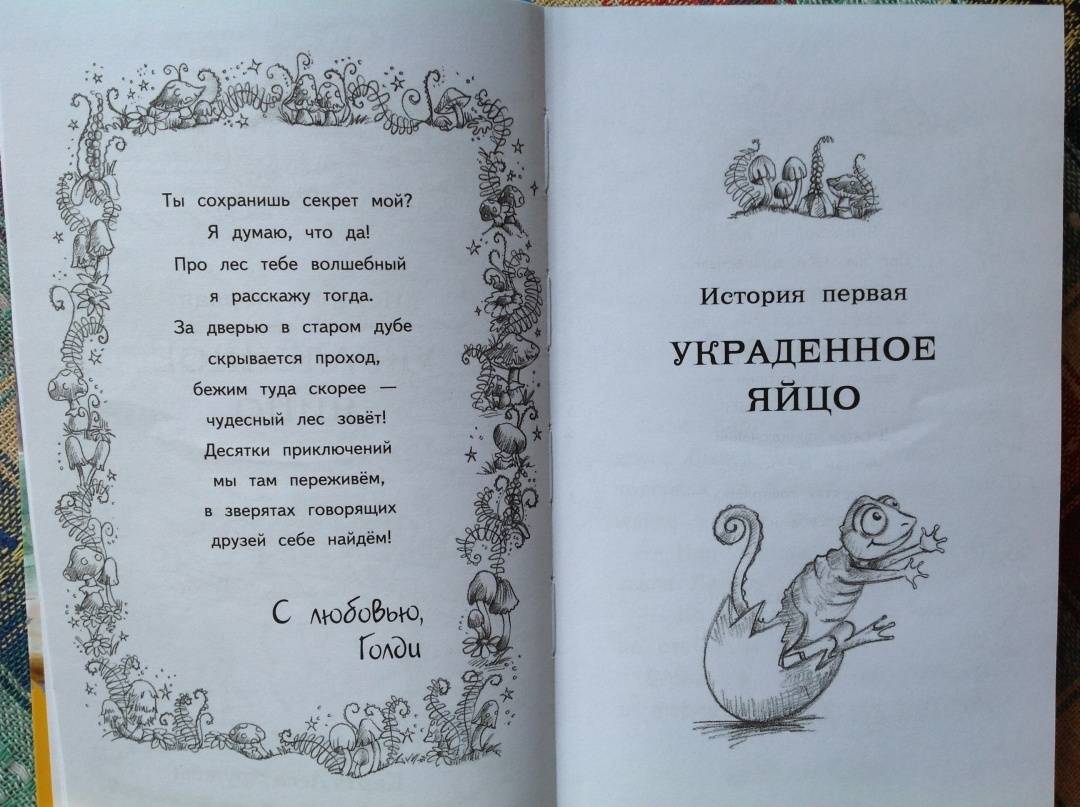 Ты сохранишь секрет мой?
Я думаю, что да!
Про лес тебе волшебный
я расскажу тогда.
За дверью в старом дубе
скрывается проход,
бежим туда скорее —
чудесный лес зовёт!
Десятки приключений
мы там переживём,
в зверятах говорящих
друзей себе найдём!
С любовью,
Голди
История первая
УКРАДЕННОЕ
ЯЙЦО